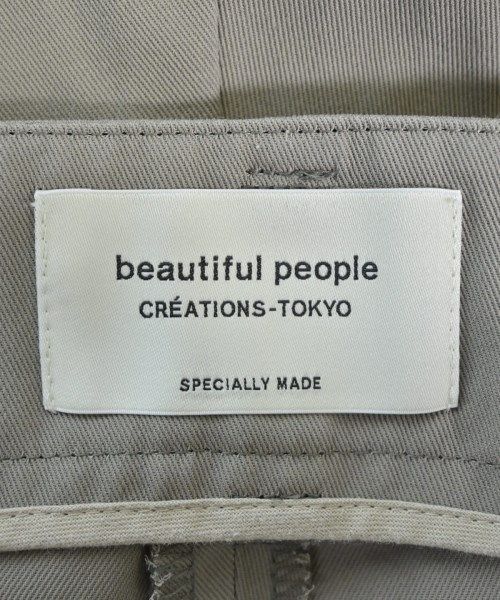 beautiful people
CRÉATIONS-TOKYO
SPECIALLY MADE